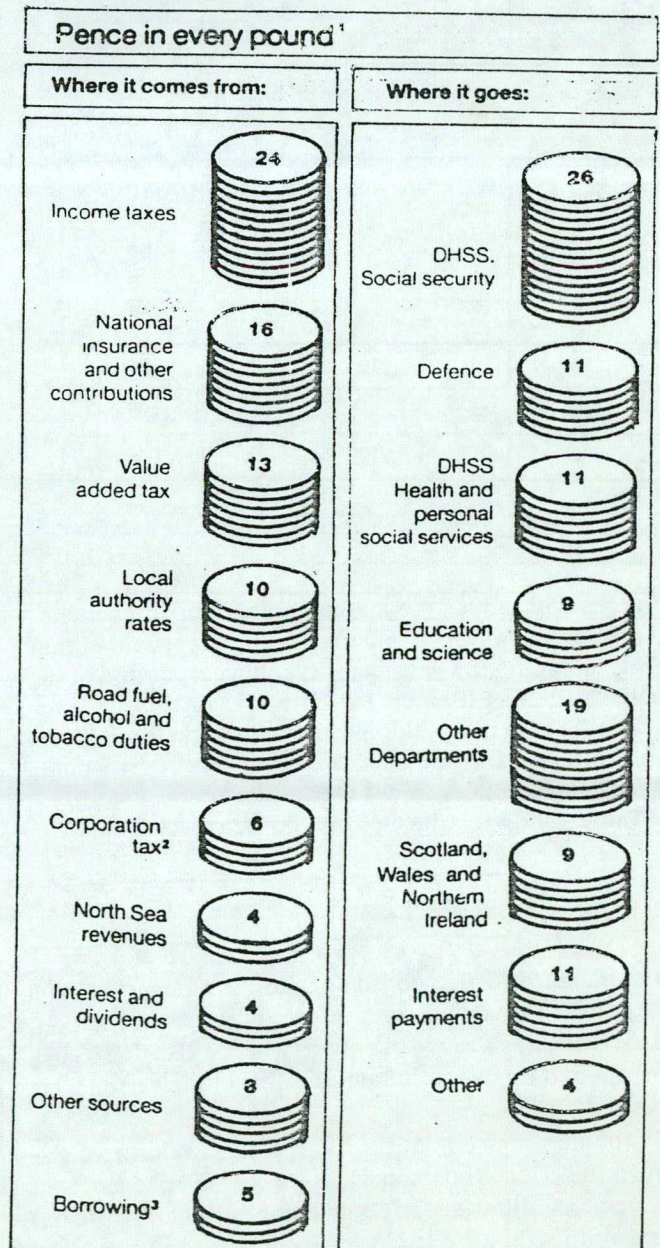 Pence in every pound¹
Where it comes from:
24
Income taxes
National
insurance
and other
contributions
16
Value
added tax
13
Local
authority
rates
10
Road fuel,
alcohol and
tobacco duties
10
Corporation
tax²
6
North Sea
revenues
4
Interest and
dividends
4
Other sources
8
Borrowing³
5
Where it goes:
26
DHSS.
Social security
Defence
11
DHSS
Health and
personal
social services
11
Education
and science
9
Other
Departments
19
Scotland,
Wales and
Northern
Ireland
9
Interest
payments
11
Other
4